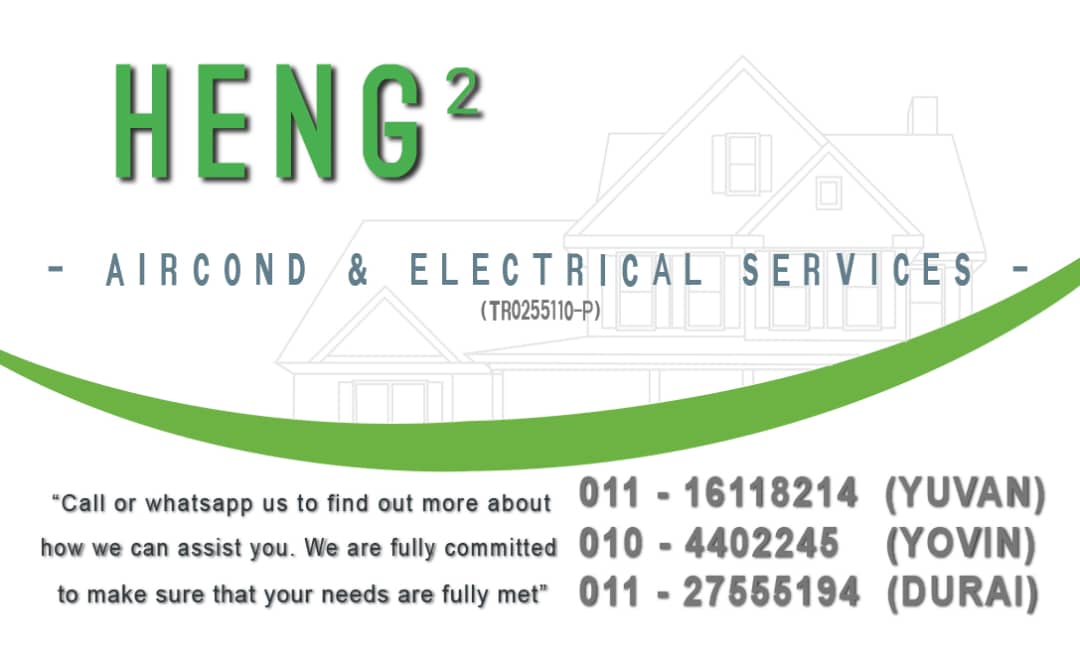 HENG²
- AIRCOND & ELECTRICAL SERVICES -
(TR0255110-P)
“Call or whatsapp us to find out more about
how we can assist you. We are fully committed
to make sure that your needs are fully met”
011 - 16118214 (YUVAN)
010 - 4402245 (YOVIN)
011 - 27555194 (DURAI)